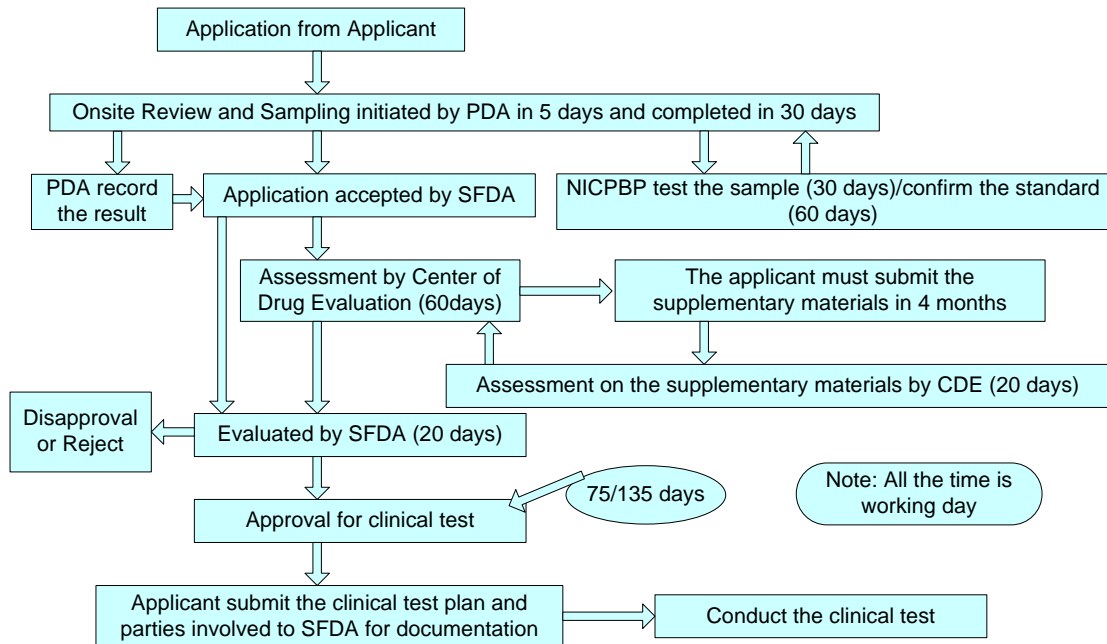 Application from Applicant
Onsite Review and Sampling initiated by PDA in 5 days and completed in 30 days
PDA record
the result
Application accepted by SFDA
NICPBP test the sample (30 days)/confirm the standard
(60 days)
Assessment by Center of
Drug Evaluation (60days)
The applicant must submit the
supplementary materials in 4 months
Assessment on the supplementary materials by CDE (20 days)
Disapproval
or Reject
Evaluated by SFDA (20 days)
75/135 days
Note: All the time is
working day
Approval for clinical test
Applicant submit the clinical test plan and
parties involved to SFDA for documentation
Conduct the clinical test